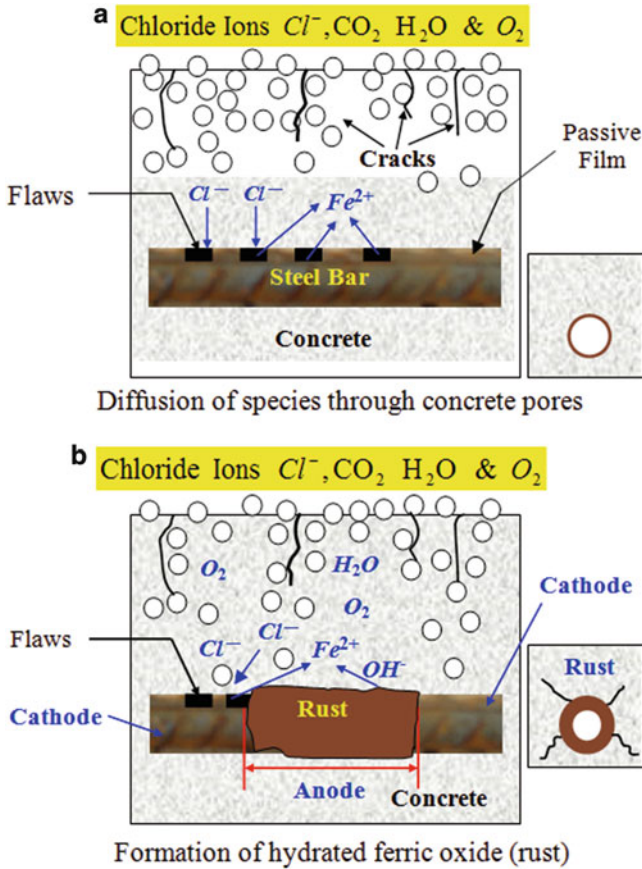 a
Chloride Ions Cl⁻, CO₂ H₂O & O₂
Cracks
Passive
Film
Flaws
Cl⁻
Cl⁻
Fe²⁺
Steel Bar
Concrete
Diffusion of species through concrete pores
b
Chloride Ions Cl⁻, CO₂ H₂O & O₂
O₂
H₂O
O₂
Cathode
Flaws
Cl⁻
Cl⁻
Fe²⁺
OH⁻
Rust
Rust
Cathode
Anode
Concrete
Formation of hydrated ferric oxide (rust)